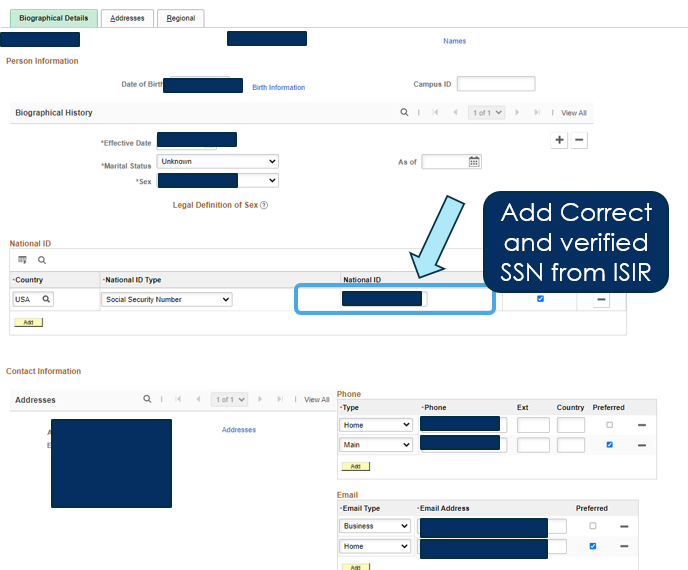 Biographical Details Addresses Regional
Names
Person Information
Date of Birth Birth Information Campus ID
Biographical History 1 of 1 View All
*Effective Date
*Marital Status Unknown As of
*Sex
Legal Definition of Sex ?
Add Correct
and verified
SSN from ISIR
National ID
*Country *National ID Type National ID
USA Social Security Number
Add
Contact Information
Addresses 1 of 1 View All
Addresses
Phone
*Type *Phone Ext Country Preferred
Home
Main
Add
Email
*Email Type *Email Address Preferred
Business
Home
Add